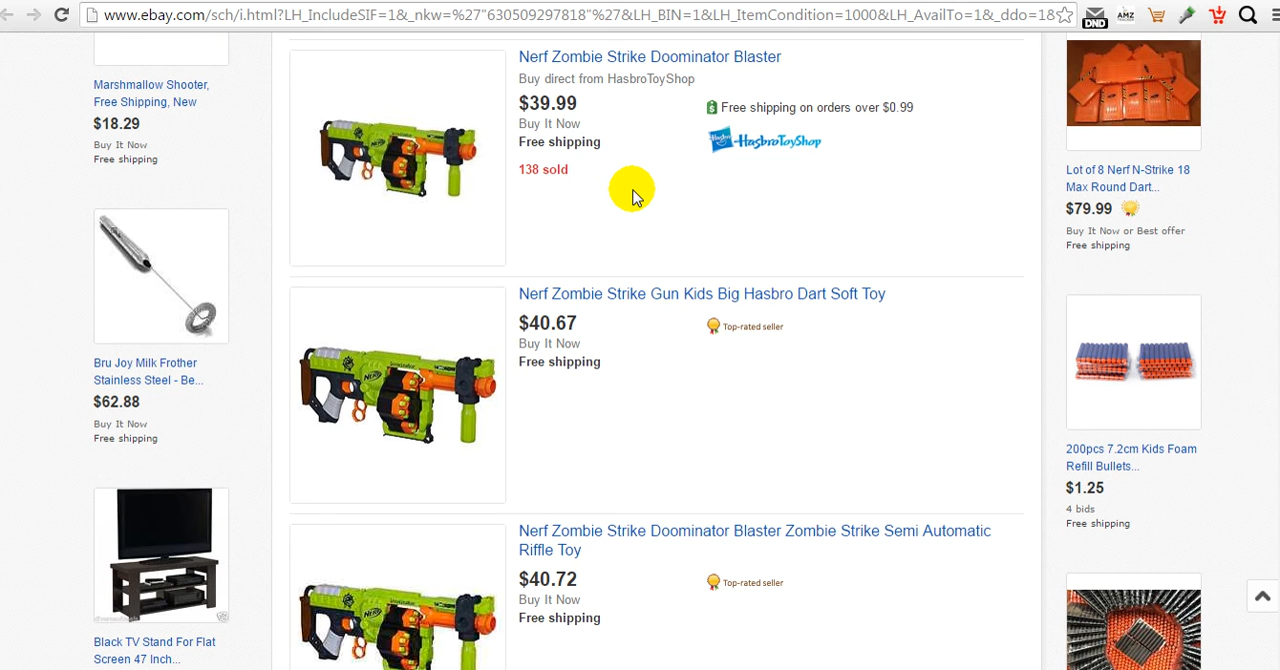 www.ebay.com/sch/i.html?LH_IncludeSIF=1&_nkw=%27"630509297818"%27&LH_BIN=1&LH_ItemCondition=1000&LH_AvailTo=1&_ddo=18
DND
AMZ
Marshmallow Shooter,
Free Shipping, New
$18.29
Buy It Now
Free shipping
Bru Joy Milk Frother
Stainless Steel - Be...
$62.88
Buy It Now
Free shipping
Black TV Stand For Flat
Screen 47 Inch...
Nerf Zombie Strike Doominator Blaster
Buy direct from HasbroToyShop
$39.99
Buy It Now
Free shipping
138 sold
Free shipping on orders over $0.99
Hasbro HasbroToyShop
Nerf Zombie Strike Gun Kids Big Hasbro Dart Soft Toy
$40.67
Buy It Now
Free shipping
Top-rated seller
Nerf Zombie Strike Doominator Blaster Zombie Strike Semi Automatic
Riffle Toy
$40.72
Buy It Now
Free shipping
Top-rated seller
Lot of 8 Nerf N-Strike 18
Max Round Dart...
$79.99
Buy It Now or Best offer
Free shipping
200pcs 7.2cm Kids Foam
Refill Bullets...
$1.25
4 bids
Free shipping